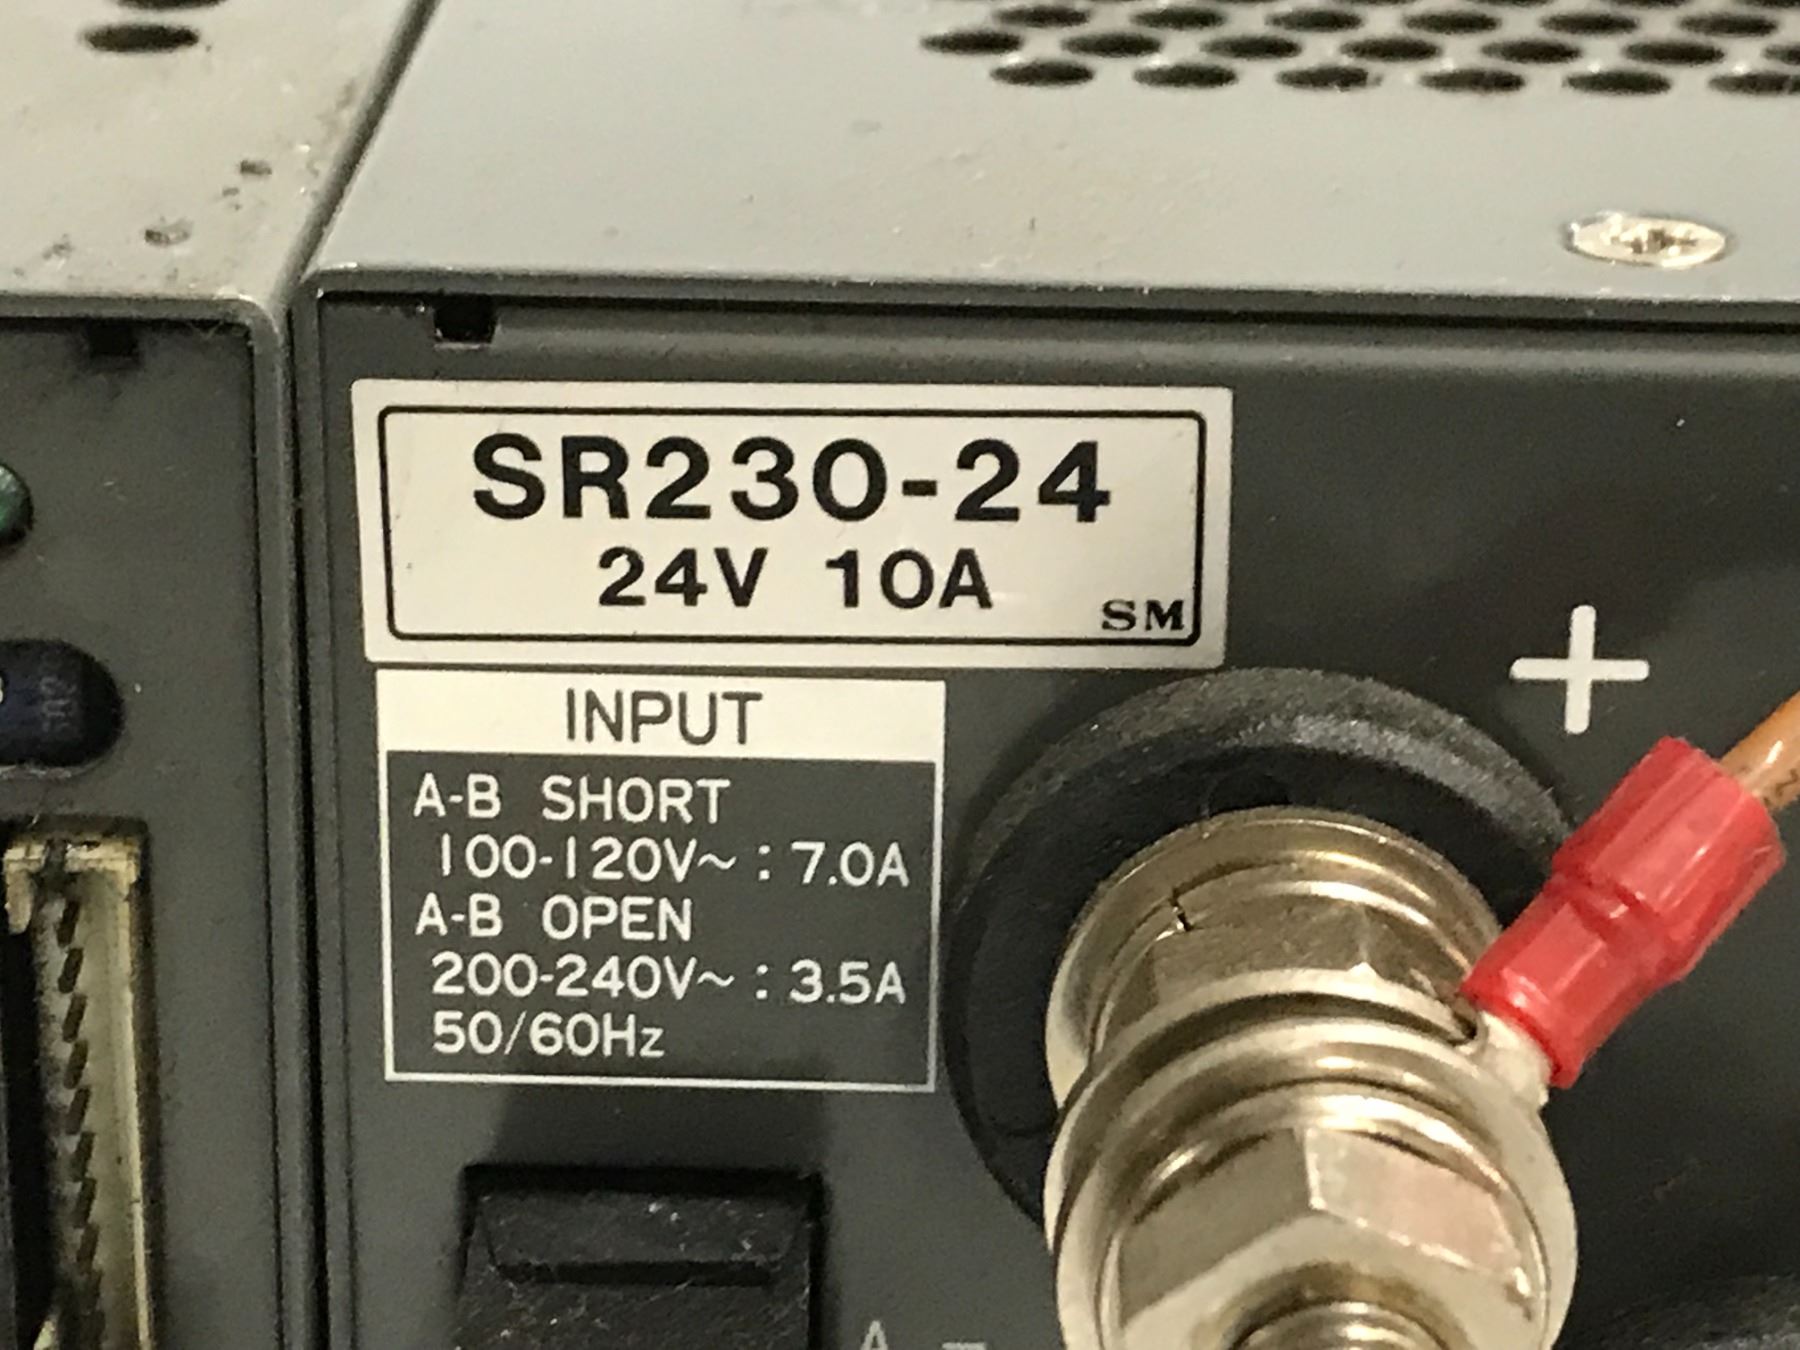 SR230-24
24V 10A
SM
+
INPUT
A-B SHORT
100-120V~ : 7.0A
A-B OPEN
200-240V~ : 3.5A
50/60Hz
A